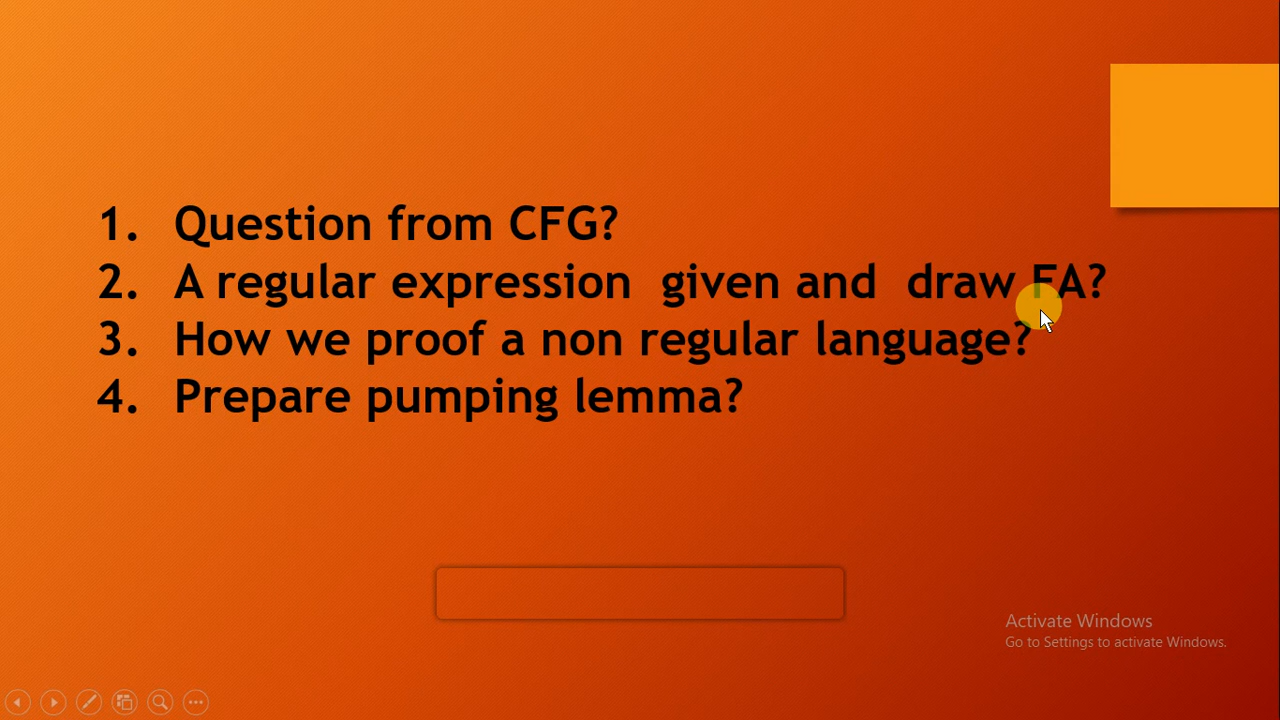 1. Question from CFG?
2. A regular expression given and draw FA?
3. How we proof a non regular language?
4. Prepare pumping lemma?
Activate Windows
Go to Settings to activate Windows.